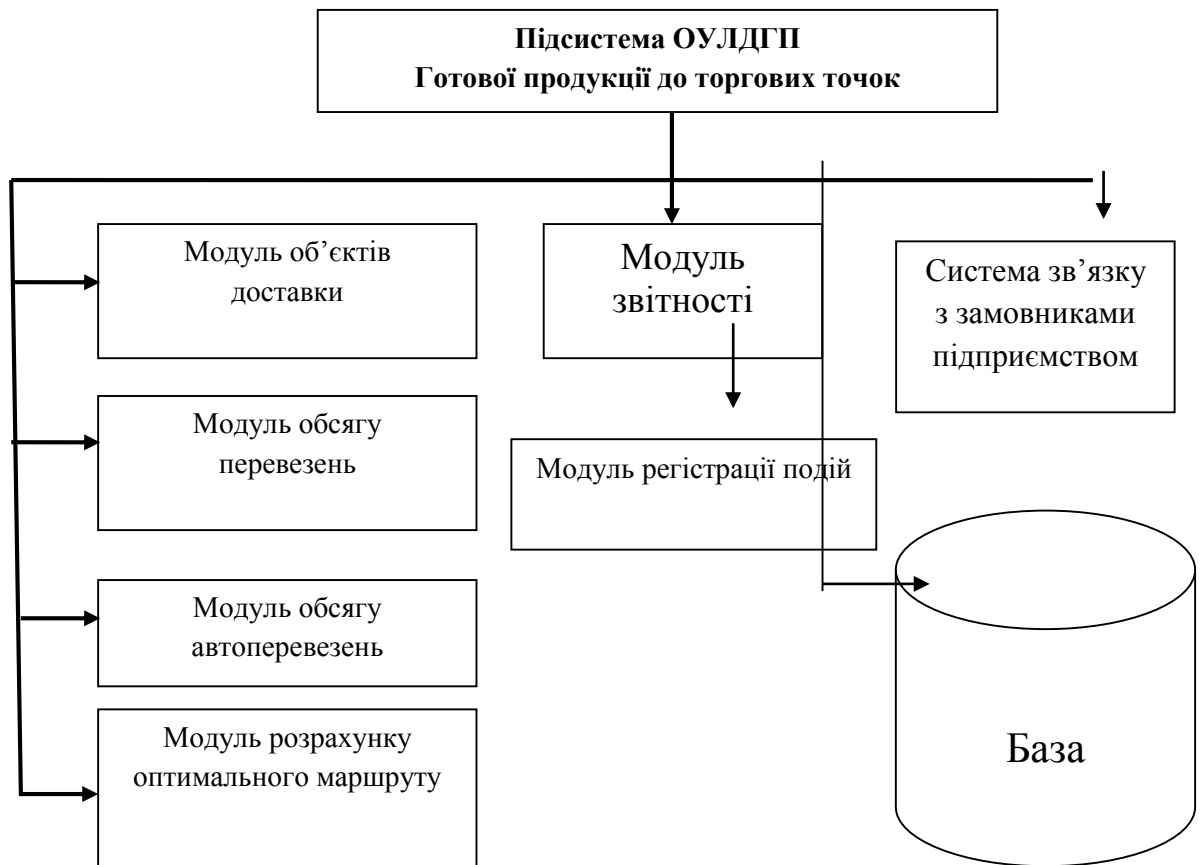 Підсистема ОУЛДГП
Готової продукції до торгових точок
Модуль об’єктів
доставки
Модуль
звітності
Система зв’язку
з замовниками
підприємством
Модуль обсягу
перевезень
Модуль регістрації подій
Модуль обсягу
автоперевезень
Модуль розрахунку
оптимального маршруту
База